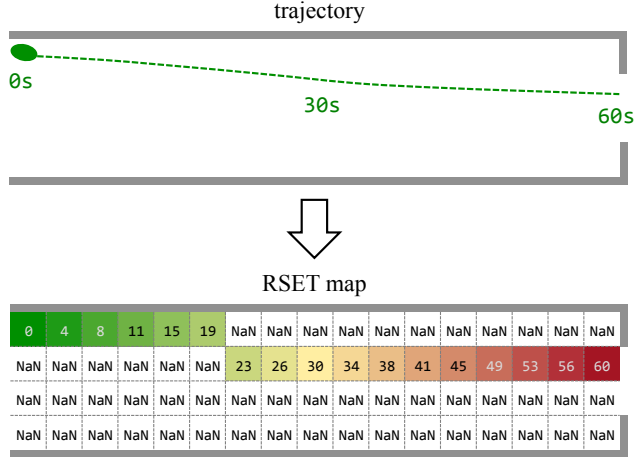 trajectory
0s
30s
60s
RSET map
0 4 8 11 15 19 NaN NaN NaN NaN NaN NaN NaN NaN NaN NaN NaN
NaN NaN NaN NaN NaN NaN 23 26 30 34 38 41 45 49 53 56 60
NaN NaN NaN NaN NaN NaN NaN NaN NaN NaN NaN NaN NaN NaN NaN NaN NaN
NaN NaN NaN NaN NaN NaN NaN NaN NaN NaN NaN NaN NaN NaN NaN NaN NaN